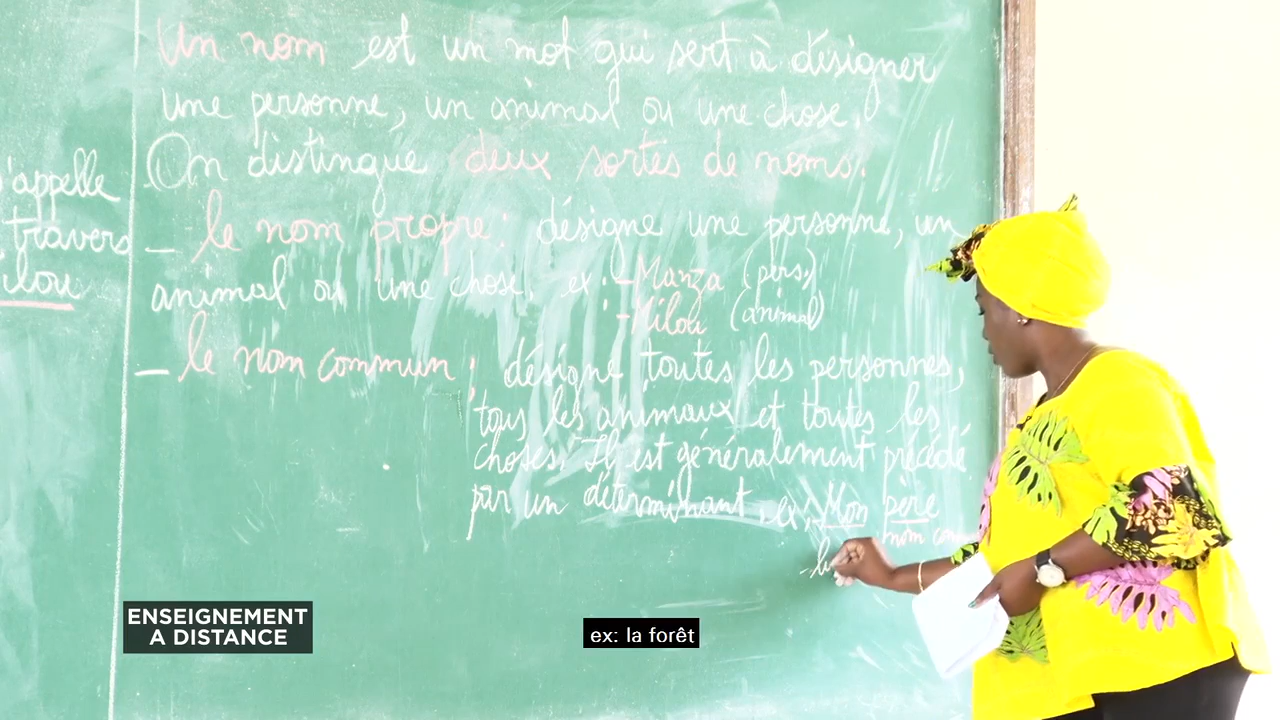 Un nom est un mot qui sert à désigner
une personne, un animal ou une chose.
On distingue deux sortes de noms.
_ le nom propre : désigne une personne, un
animal ou une chose. ex : - Manza (pers)
- Milou (animal)
_ le nom commun : désigne toutes les personnes,
tous les animaux et toutes les
choses. Il est généralement précédé
par un déterminant. ex : Mon père
nom
'appelle
travers
ilou
ENSEIGNEMENT
A DISTANCE
ex: la forêt